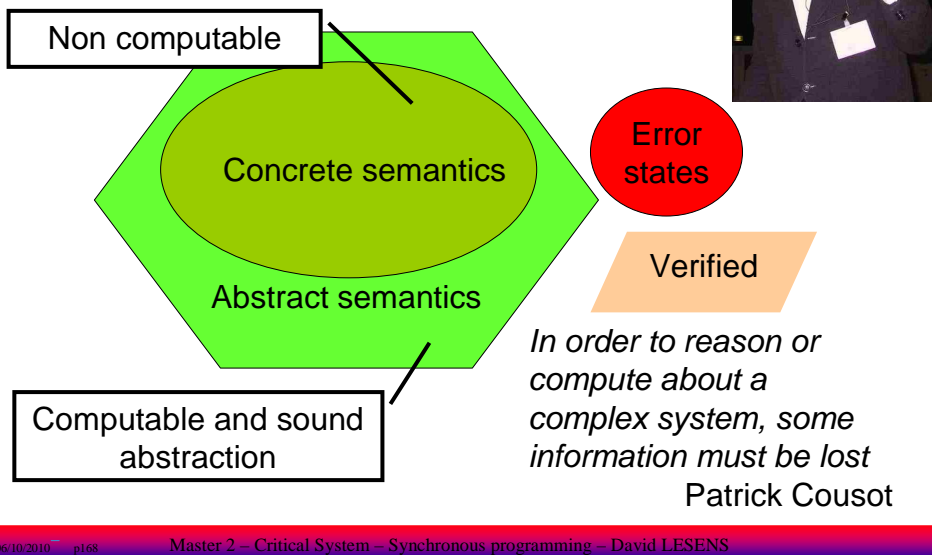 Non computable
Error
states
Concrete semantics
Verified
Abstract semantics
In order to reason or
compute about a
complex system, some
information must be lost
Patrick Cousot
Computable and sound
abstraction
06/10/2010 p168 Master 2 – Critical System – Synchronous programming – David LESENS